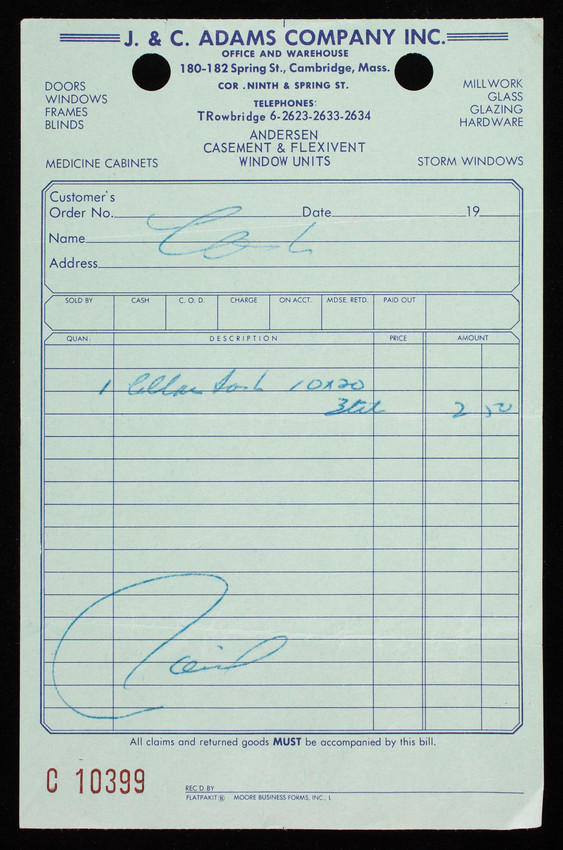 J. & C. ADAMS COMPANY INC.
OFFICE AND WAREHOUSE
180-182 Spring St., Cambridge, Mass.
COR . NINTH & SPRING ST.
TELEPHONES:
TRowbridge 6-2623-2633-2634
DOORS
WINDOWS
FRAMES
BLINDS
MILLWORK
GLASS
GLAZING
HARDWARE
ANDERSEN
CASEMENT & FLEXIVENT
WINDOW UNITS
MEDICINE CABINETS
STORM WINDOWS
Customer's
Order No. Date 19
Name Cash
Address
SOLD BY CASH C. O. D. CHARGE ON ACCT. MDSE. RETD. PAID OUT
QUAN. DESCRIPTION PRICE AMOUNT
1 Cellar Sash 10x20
2 50
Paid
All claims and returned goods MUST be accompanied by this bill.
C 10399
REC'D BY
FLATPAKIT ® MOORE BUSINESS FORMS, INC., L